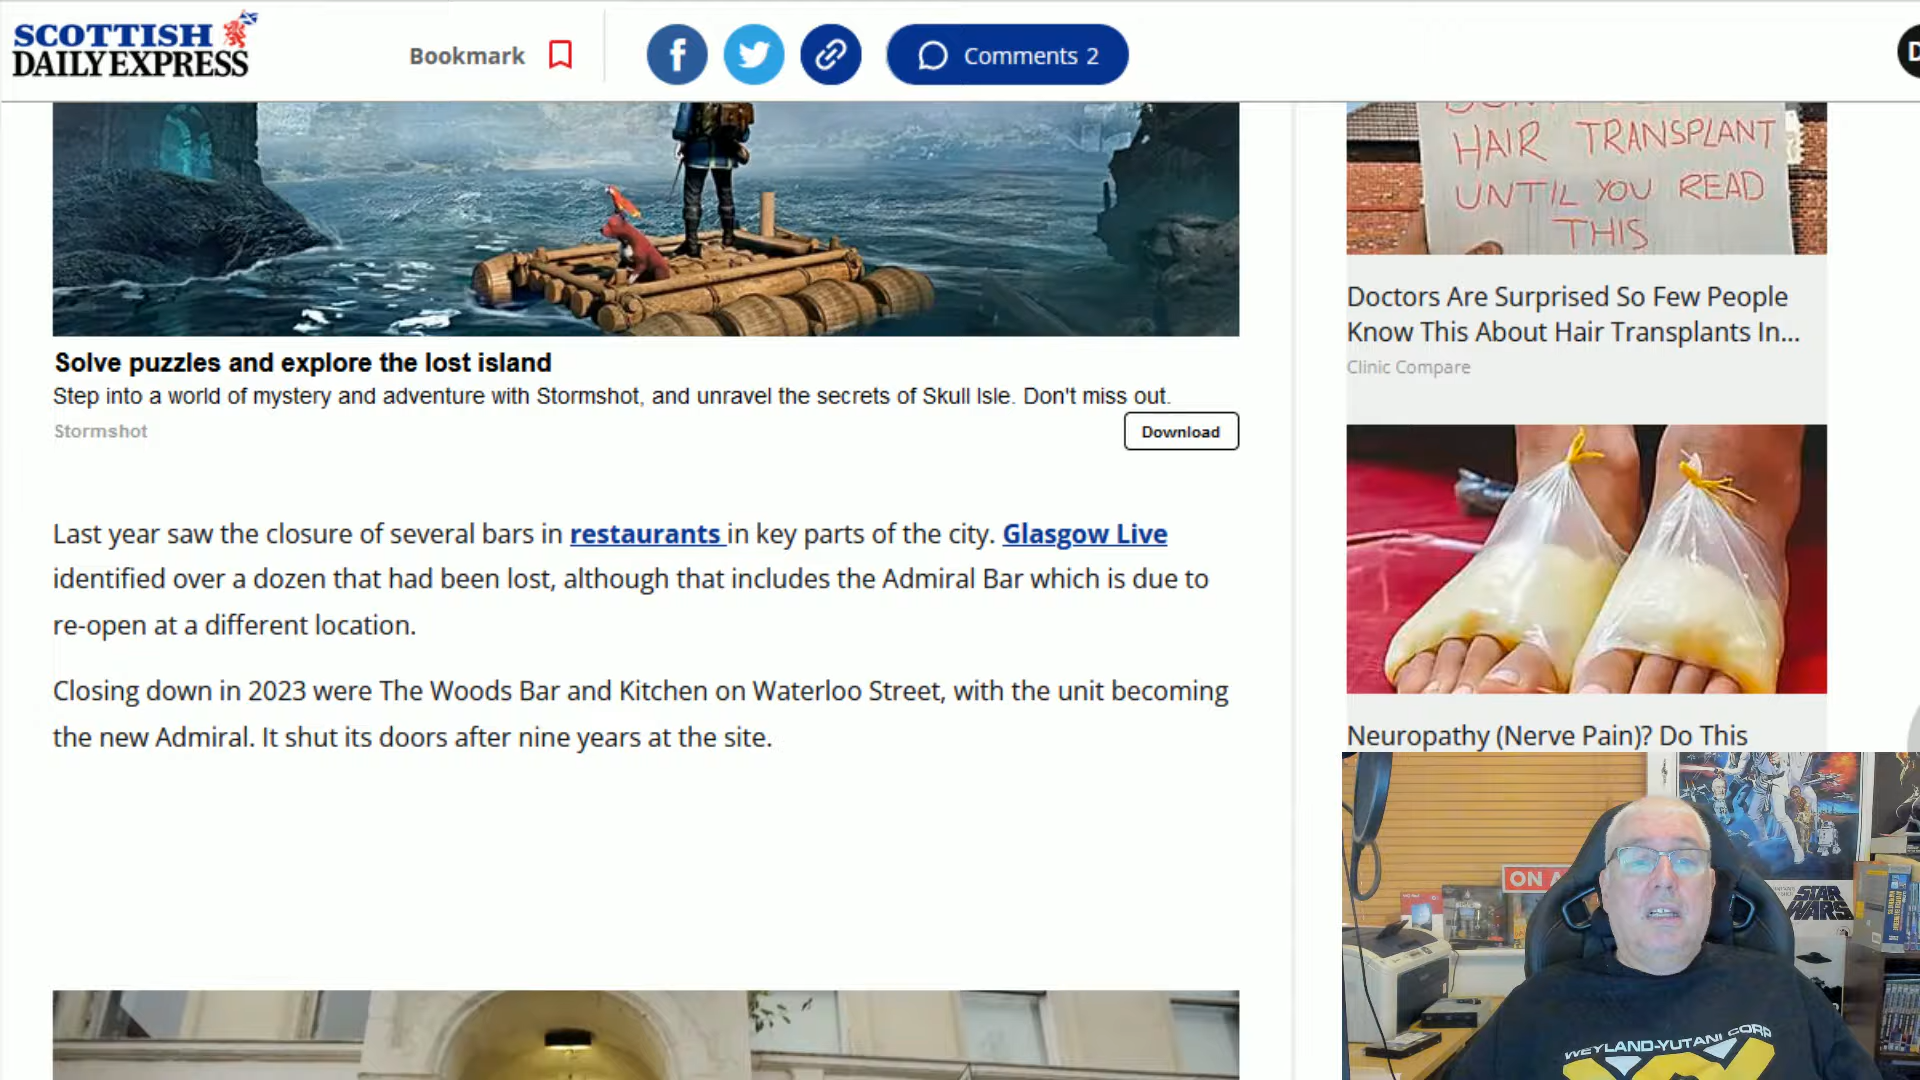 SCOTTISH
DAILY EXPRESS
Bookmark
Comments 2
HAIR TRANSPLANT
UNTIL YOU READ
THIS
Doctors Are Surprised So Few People
Know This About Hair Transplants In...
Clinic Compare
Solve puzzles and explore the lost island
Step into a world of mystery and adventure with Stormshot, and unravel the secrets of Skull Isle. Don't miss out.
Stormshot
Download
Last year saw the closure of several bars in restaurants in key parts of the city. Glasgow Live
identified over a dozen that had been lost, although that includes the Admiral Bar which is due to
re-open at a different location.
Closing down in 2023 were The Woods Bar and Kitchen on Waterloo Street, with the unit becoming
the new Admiral. It shut its doors after nine years at the site.
Neuropathy (Nerve Pain)? Do This
ON A
STAR
WARS
WEYLAND-YUTANI CORP